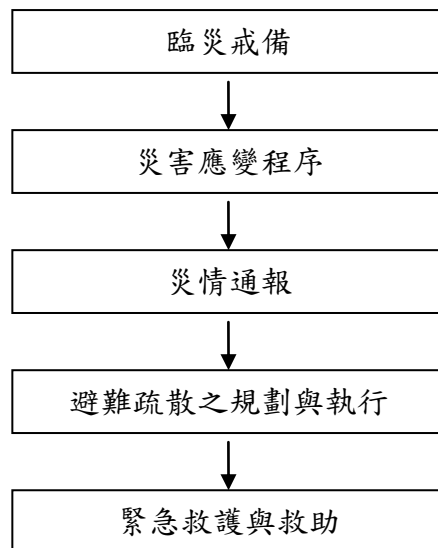 臨災戒備
災害應變程序
災情通報
避難疏散之規劃與執行
緊急救護與救助